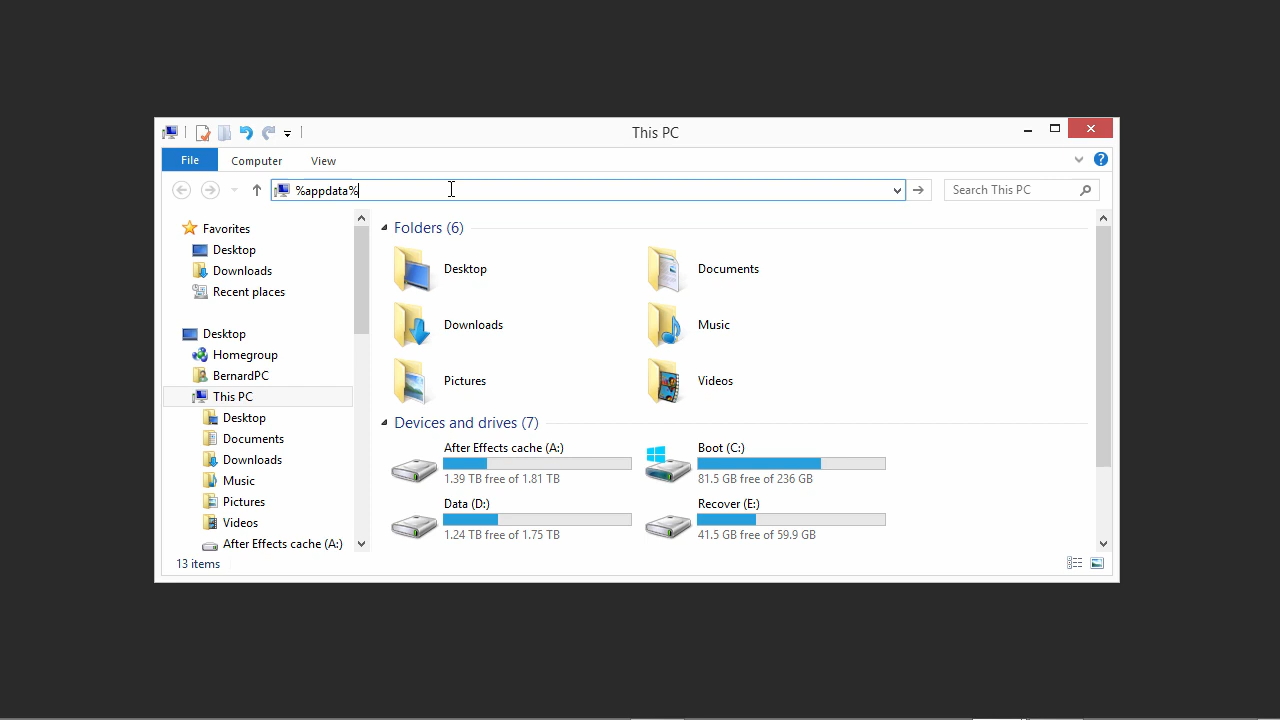 This PC
File
Computer
View
%appdata%
Search This PC
Favorites
Desktop
Downloads
Recent places
Desktop
Homegroup
BernardPC
This PC
Desktop
Documents
Downloads
Music
Pictures
Videos
After Effects cache (A:)
Folders (6)
Desktop
Documents
Downloads
Music
Pictures
Videos
Devices and drives (7)
After Effects cache (A:)
1.39 TB free of 1.81 TB
Boot (C:)
81.5 GB free of 236 GB
Data (D:)
1.24 TB free of 1.75 TB
Recover (E:)
41.5 GB free of 59.9 GB
13 items